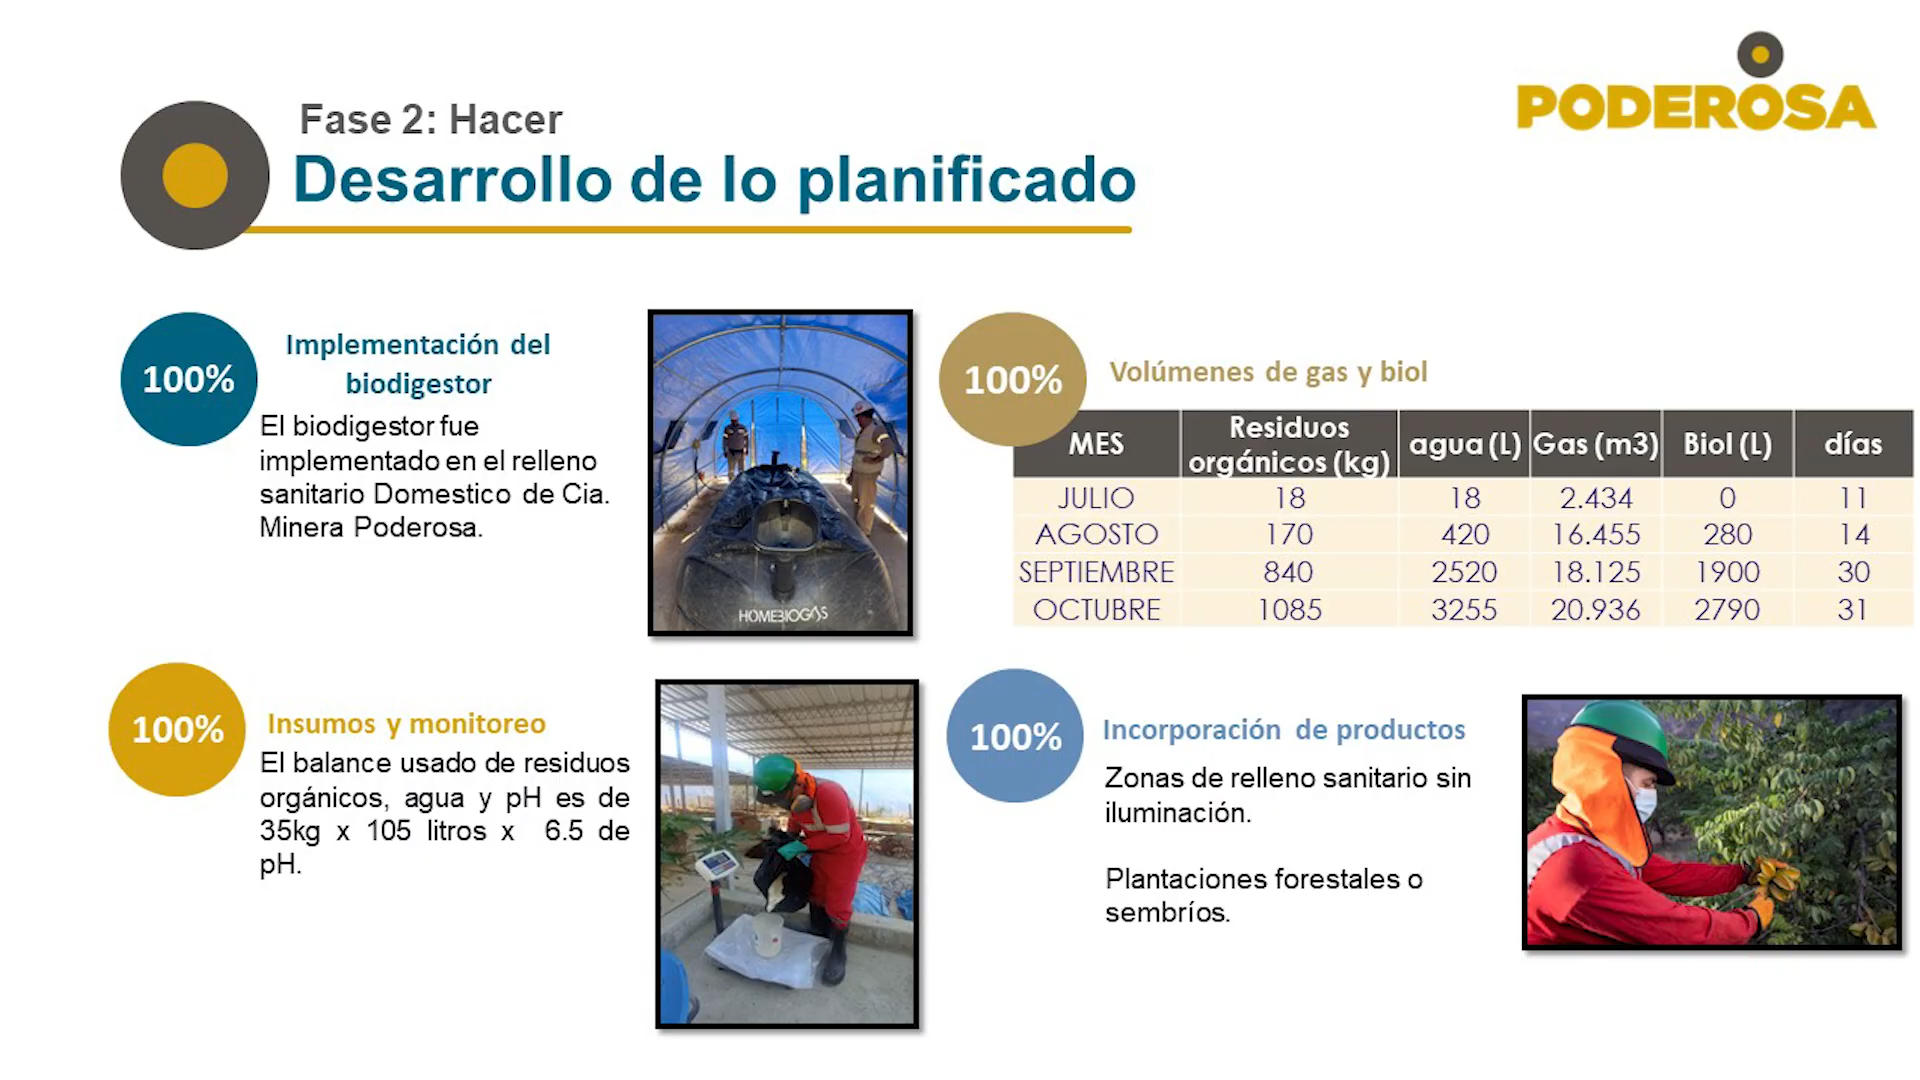 PODEROSA
Fase 2: Hacer
Desarrollo de lo planificado
100%
Implementación del
biodigestor
El biodigestor fue
implementado en el relleno
sanitario Domestico de Cia.
Minera Poderosa.
HOMEBIOGAS
100%
Volúmenes de gas y biol
MES Residuos orgánicos (kg) agua (L) Gas (m3) Biol (L) días
JULIO 18 18 2.434 0 11
AGOSTO 170 420 16.455 280 14
SEPTIEMBRE 840 2520 18.125 1900 30
OCTUBRE 1085 3255 20.936 2790 31
100%
Insumos y monitoreo
El balance usado de residuos
orgánicos, agua y pH es de
35kg x 105 litros x 6.5 de
pH.
100%
Incorporación de productos
Zonas de relleno sanitario sin
iluminación.
Plantaciones forestales o
sembríos.